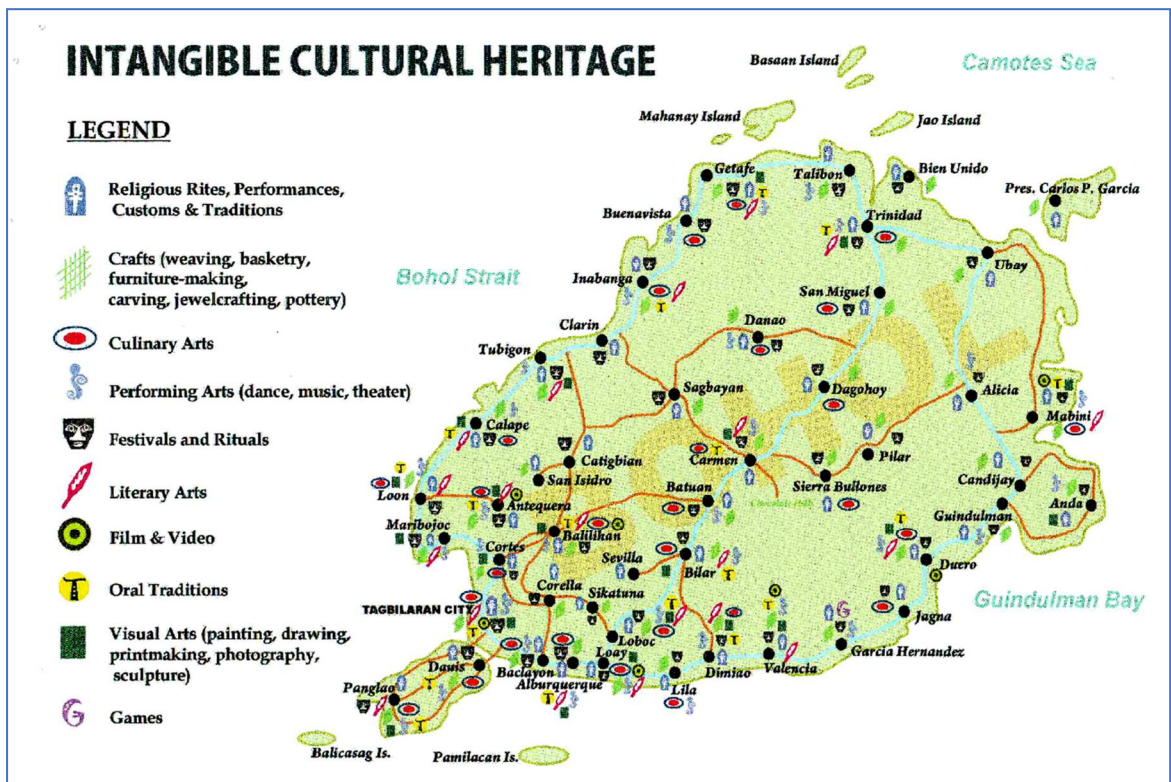 INTANGIBLE CULTURAL HERITAGE
LEGEND
Religious Rites, Performances,
Customs & Traditions
Crafts (weaving, basketry,
furniture-making,
carving, jewelcrafting, pottery)
Culinary Arts
Performing Arts (dance, music, theater)
Festivals and Rituals
Literary Arts
Film & Video
Oral Traditions
Visual Arts (painting, drawing,
printmaking, photography,
sculpture)
Games
Basaan Island
Camotes Sea
Mahanay Island
Jao Island
Getafe
Talibon
Bien Unido
Pres. Carlos P. Garcia
Buenavista
Trinidad
Ubay
Bohol Strait
Inabanga
San Miguel
Danao
Clarin
Tubigon
BOHOL
Sagbayan
Dagohoy
Alicia
Mabini
Calape
Catigbian
Carmen
Pilar
San Isidro
Sierra Bullones
Candijay
Loon
Antequera
Batuan
Chocolate Hills
Guindulman
Anda
Maribojoc
Balilihan
Cortes
Sevilla
Bilar
Duero
Corella
Sikatuna
TAGBILARAN CITY
Jagna
Guindulman Bay
Loboc
Garcia Hernandez
Dauis
Baclayon
Loay
Alburquerque
Dimiao
Valencia
Lila
Panglao
Balicasag Is.
Pamilacan Is.